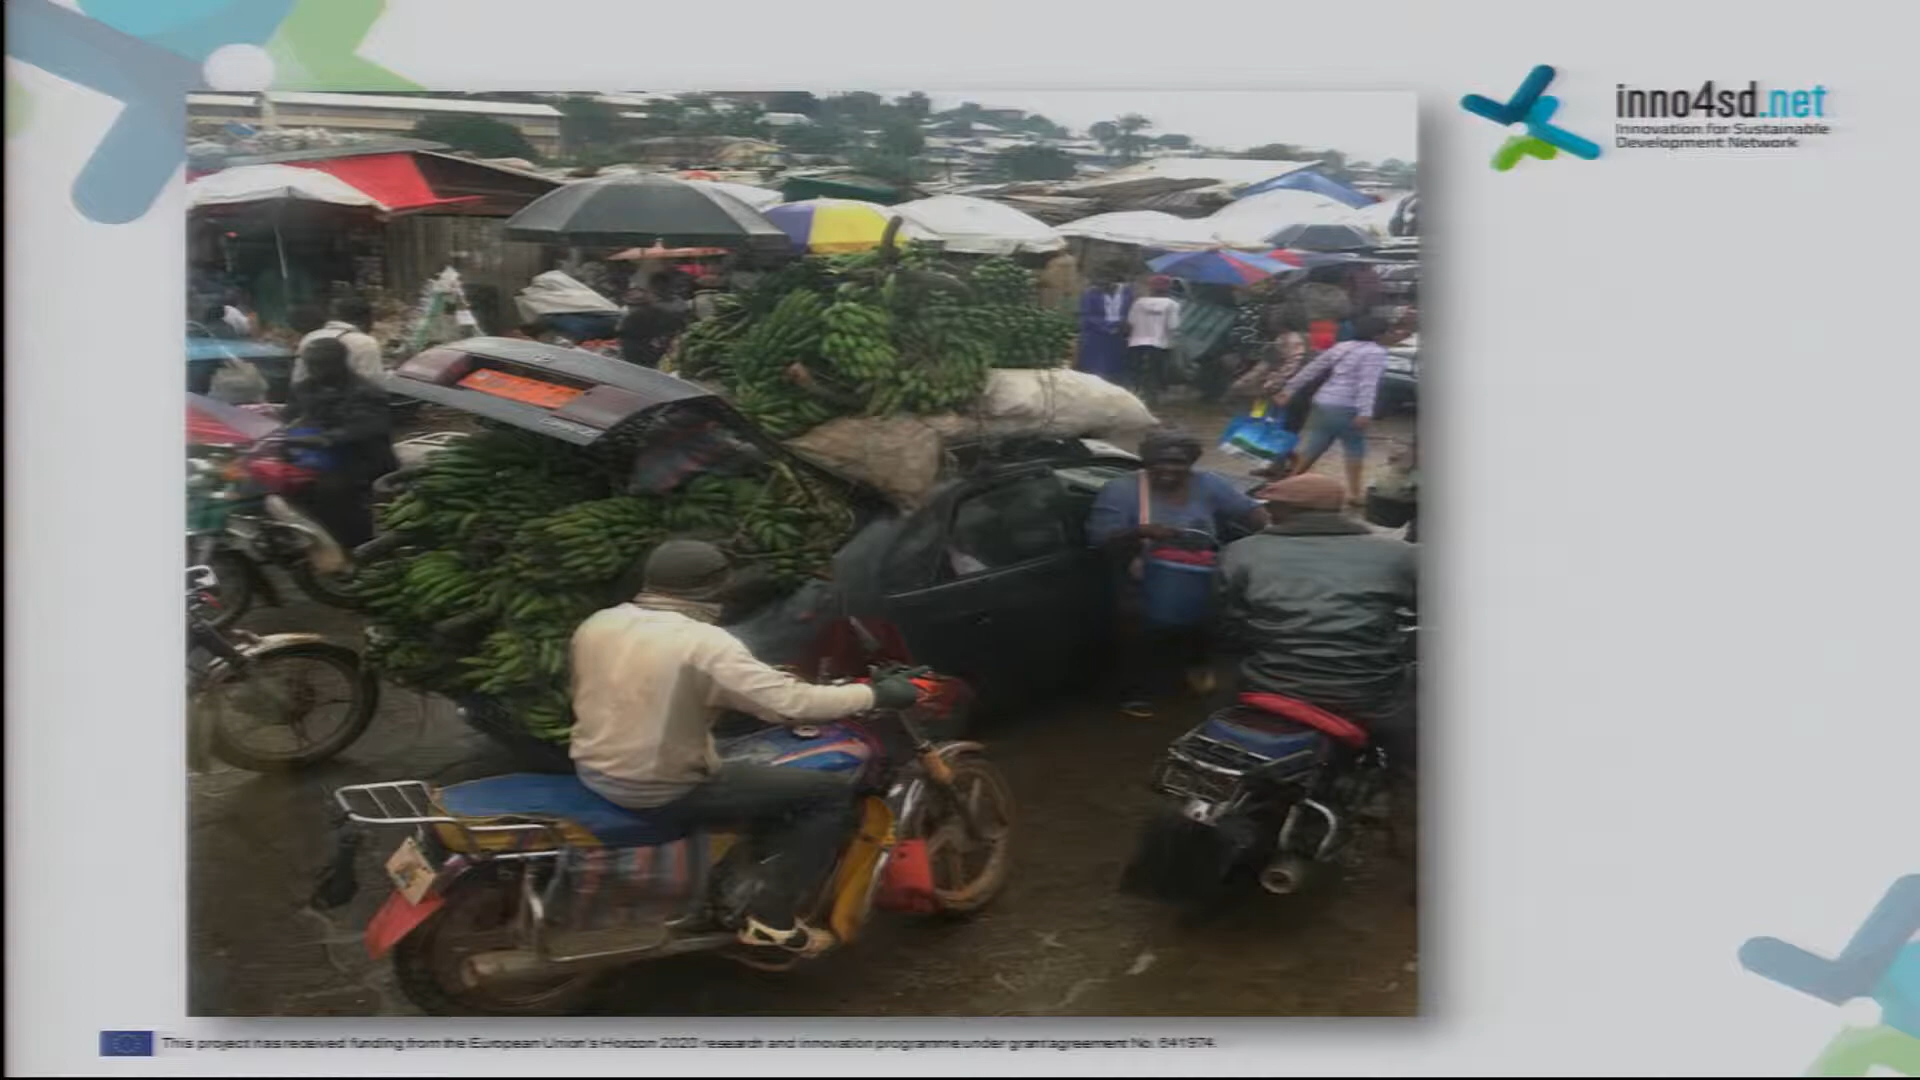 inno4sd.net
Innovation for Sustainable
Development Network
This project has received funding from the European Union's Horizon 2020 research and innovation programme under grant agreement No. 641974.